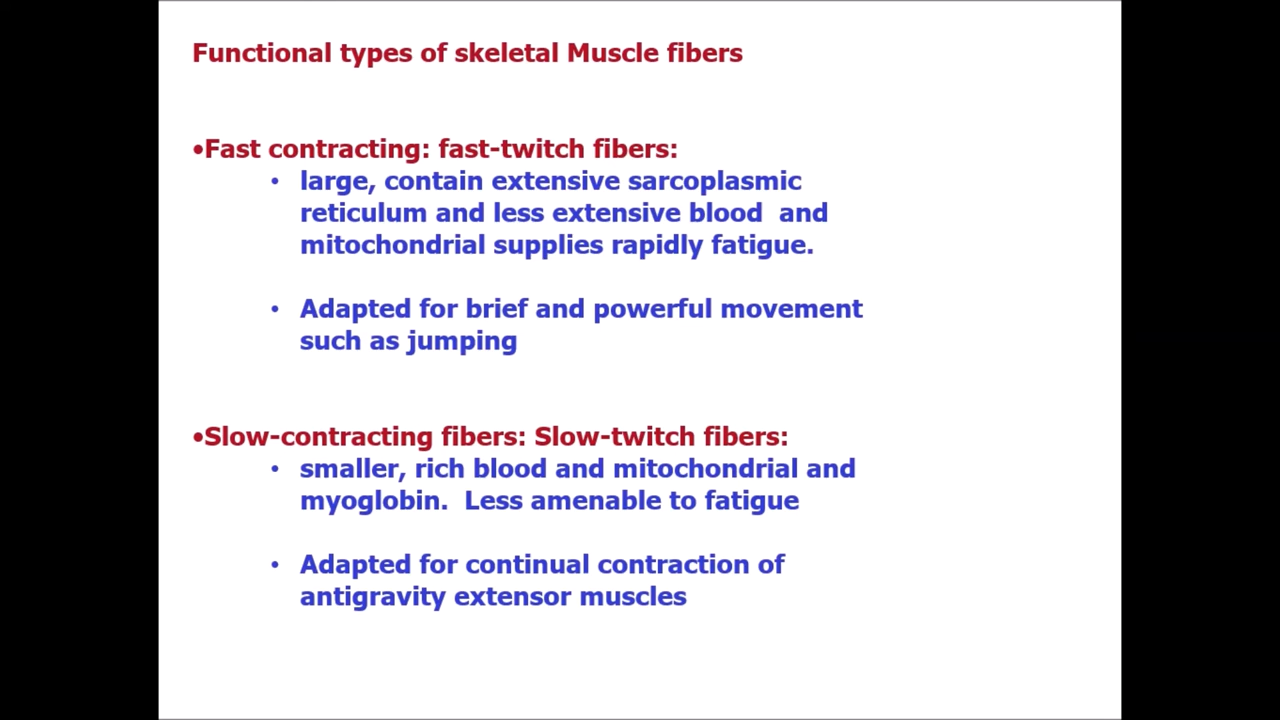 Functional types of skeletal Muscle fibers
•Fast contracting: fast-twitch fibers:
• large, contain extensive sarcoplasmic
reticulum and less extensive blood  and
mitochondrial supplies rapidly fatigue.
• Adapted for brief and powerful movement
such as jumping
•Slow-contracting fibers: Slow-twitch fibers:
• smaller, rich blood and mitochondrial and
myoglobin.  Less amenable to fatigue
• Adapted for continual contraction of
antigravity extensor muscles